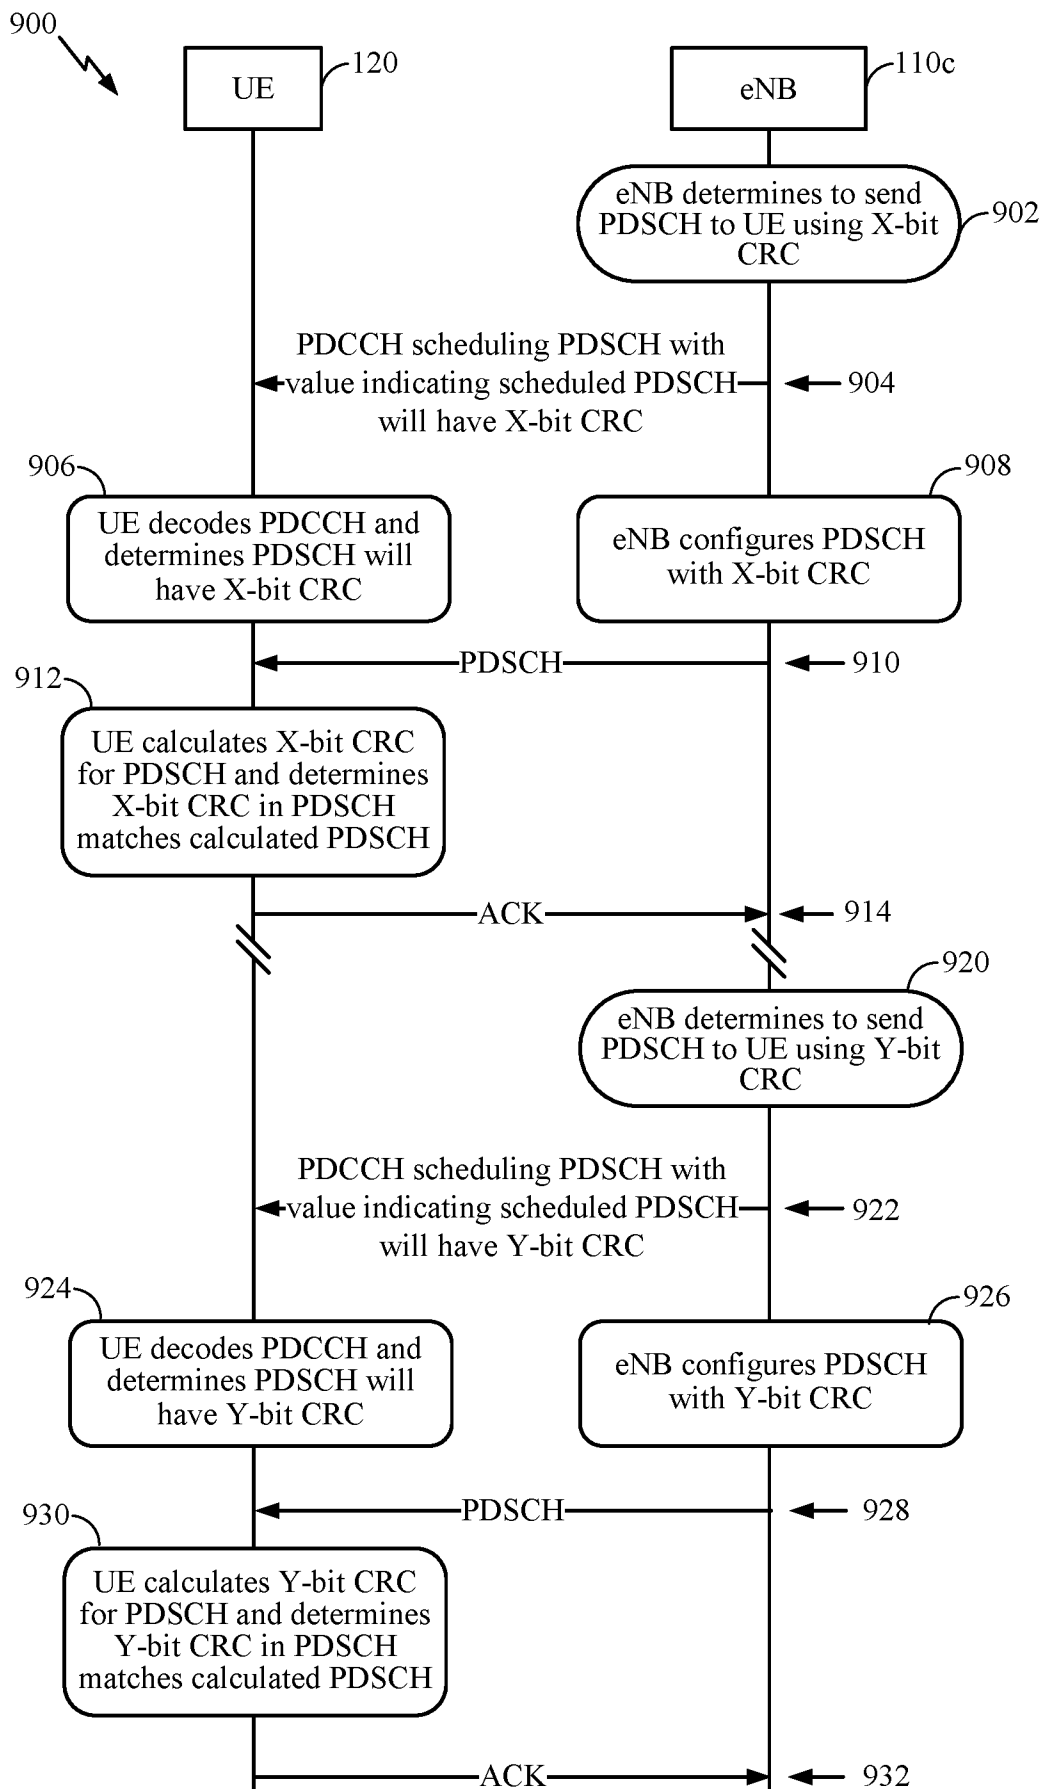 900
UE
120
eNB
110c
eNB determines to send
PDSCH to UE using X-bit
CRC
902
PDCCH scheduling PDSCH with
value indicating scheduled PDSCH
will have X-bit CRC
904
906
UE decodes PDCCH and
determines PDSCH will
have X-bit CRC
908
eNB configures PDSCH
with X-bit CRC
PDSCH
910
912
UE calculates X-bit CRC
for PDSCH and determines
X-bit CRC in PDSCH
matches calculated PDSCH
ACK
914
920
eNB determines to send
PDSCH to UE using Y-bit
CRC
PDCCH scheduling PDSCH with
value indicating scheduled PDSCH
will have Y-bit CRC
922
924
UE decodes PDCCH and
determines PDSCH will
have Y-bit CRC
926
eNB configures PDSCH
with Y-bit CRC
PDSCH
928
930
UE calculates Y-bit CRC
for PDSCH and determines
Y-bit CRC in PDSCH
matches calculated PDSCH
ACK
932